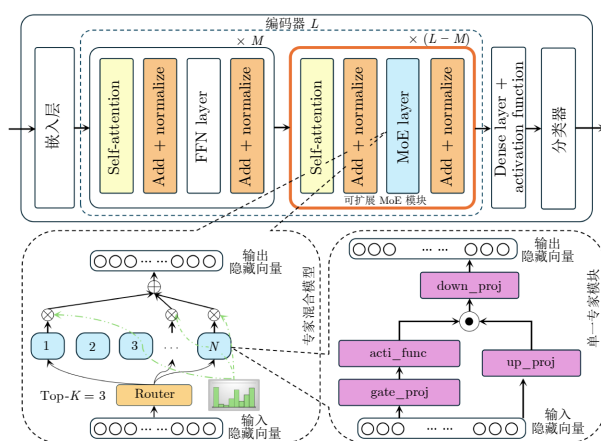 编码器 L
× M
× (L − M)
嵌入层
Self-attention
Add + normalize
FFN layer
Add + normalize
Self-attention
Add + normalize
MoE layer
Add + normalize
可扩展 MoE 模块
Dense layer +
activation function
分类器
输出
隐藏向量
... ...
专家混合模型
1
2
3
...
N
Top-K = 3
Router
... ...
输入
隐藏向量
... ...
输出
隐藏向量
单一专家模块
down_proj
acti_func
up_proj
gate_proj
... ...
输入
隐藏向量